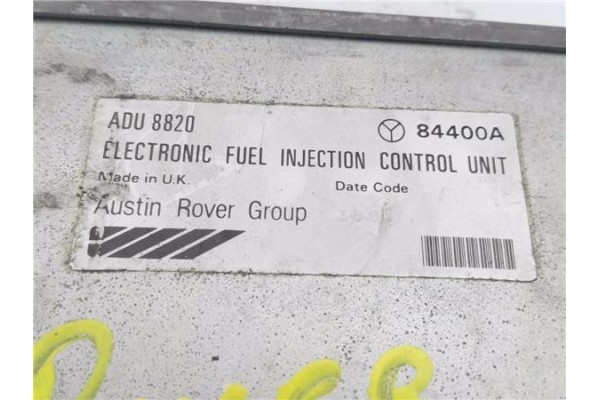 ADU 8820 84400A
ELECTRONIC FUEL INJECTION CONTROL UNIT
Made in U.K. Date Code
Austin Rover Group